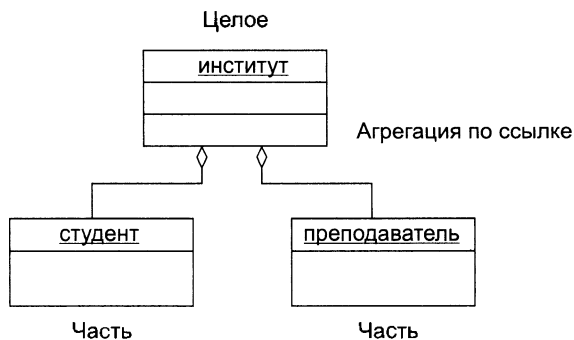 Целое
институт
Агрегация по ссылке
студент
преподаватель
Часть
Часть